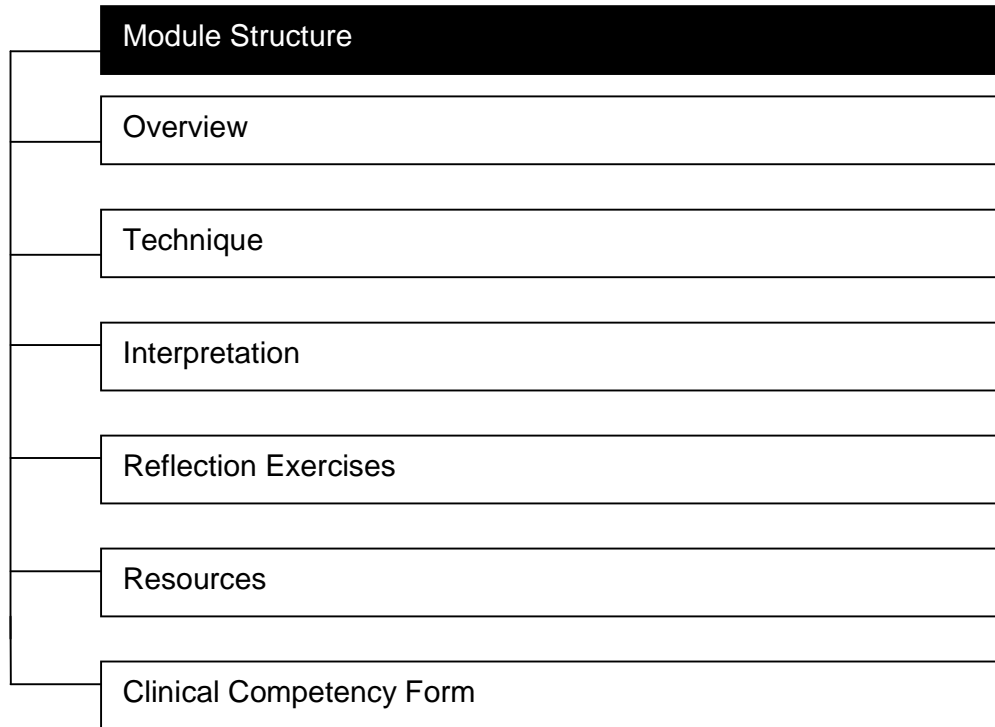 Module Structure
Overview
Technique
Interpretation
Reflection Exercises
Resources
Clinical Competency Form